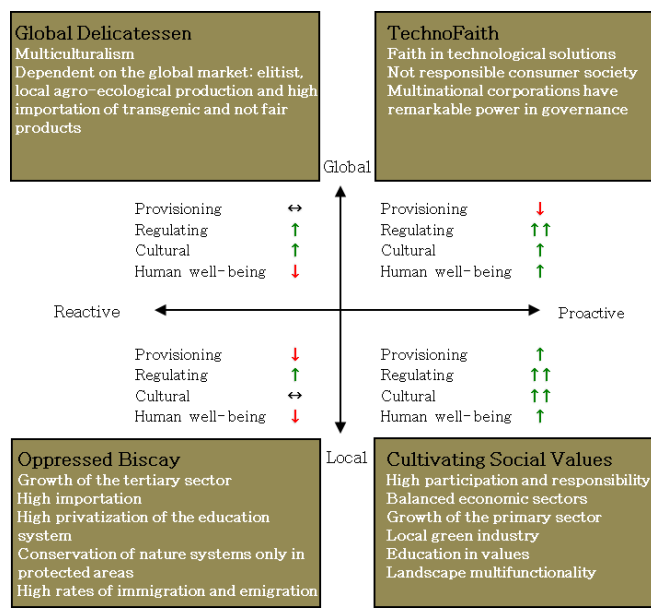 Global Delicatessen
Multiculturalism
Dependent on the global market: elitist,
local agro-ecological production and high
importation of transgenic and not fair
products
TechnoFaith
Faith in technological solutions
Not responsible consumer society
Multinational corporations have
remarkable power in governance
Global
Provisioning ↔
Regulating ↑
Cultural ↑
Human well-being ↓
Provisioning ↓
Regulating ↑↑
Cultural ↑
Human well-being ↑
Reactive
Proactive
Provisioning ↓
Regulating ↑
Cultural ↔
Human well-being ↓
Provisioning ↑
Regulating ↑↑
Cultural ↑↑
Human well-being ↑
Local
Oppressed Biscay
Growth of the tertiary sector
High importation
High privatization of the education
system
Conservation of nature systems only in
protected areas
High rates of immigration and emigration
Cultivating Social Values
High participation and responsibility
Balanced economic sectors
Growth of the primary sector
Local green industry
Education in values
Landscape multifunctionality